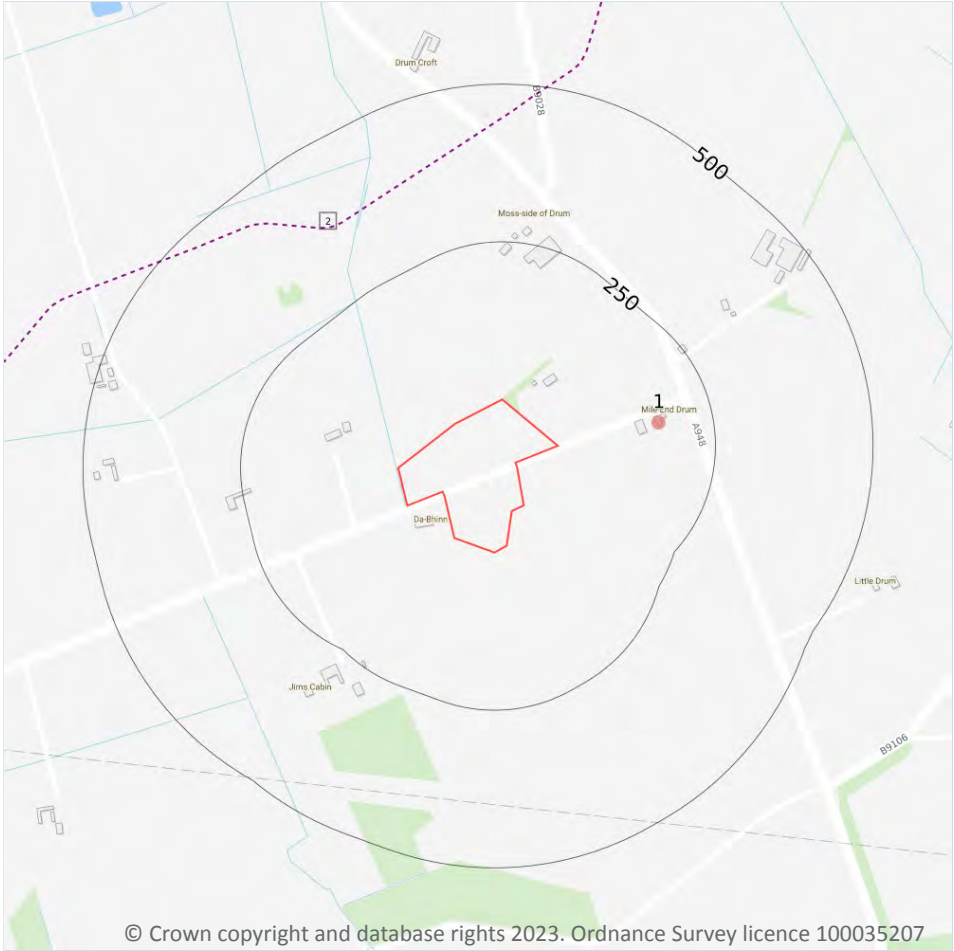 Drum Croft
B9028
500
Moss-side of Drum
2
250
1
Mile End Drum
A948
Da-Bhinn
Little Drum
Jims Cabin
B9106
© Crown copyright and database rights 2023. Ordnance Survey licence 100035207